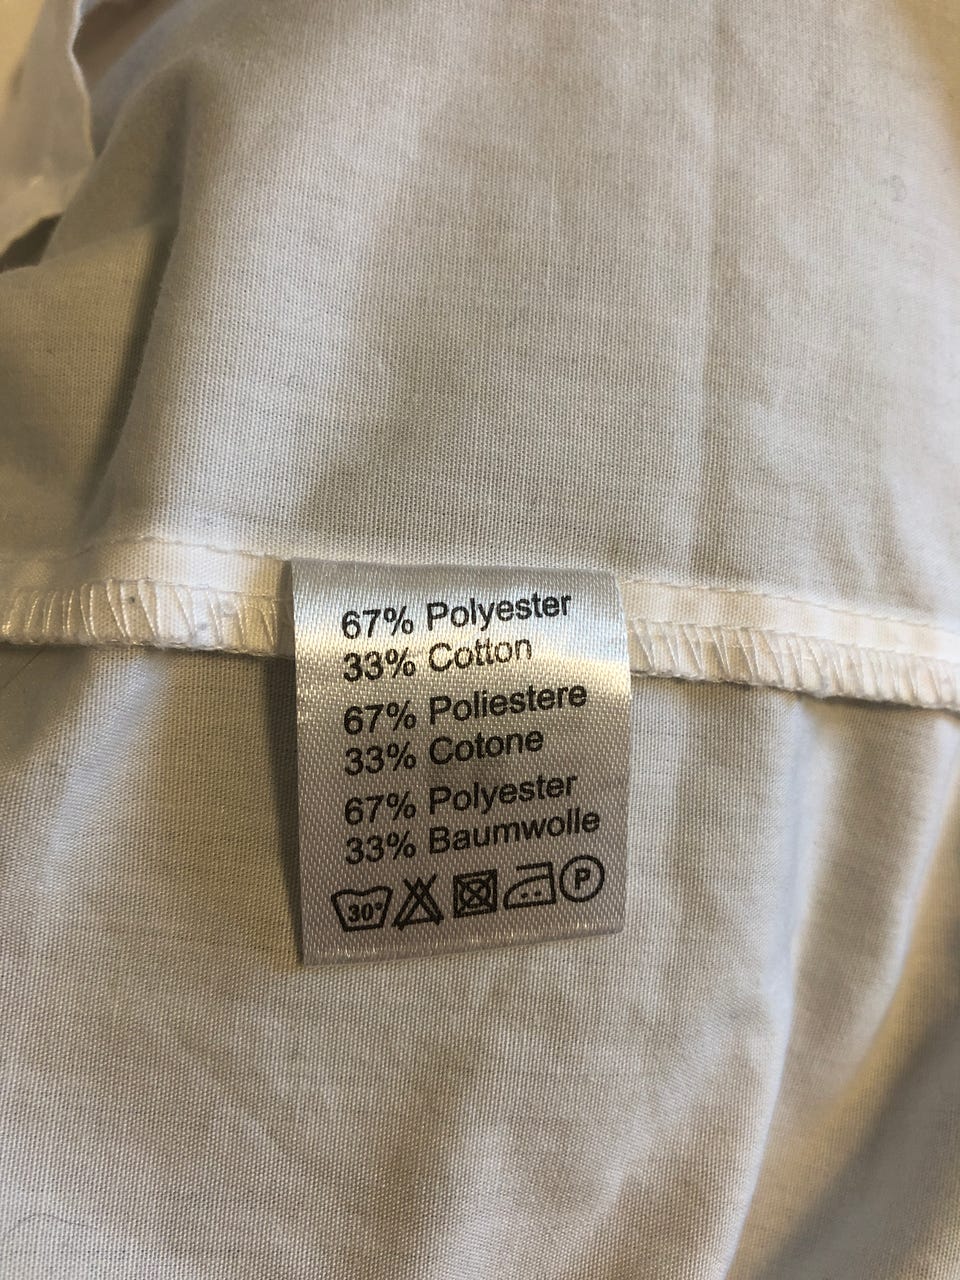 67% Polyester
33% Cotton
67% Poliestere
33% Cotone
67% Polyester
33% Baumwolle
30° P